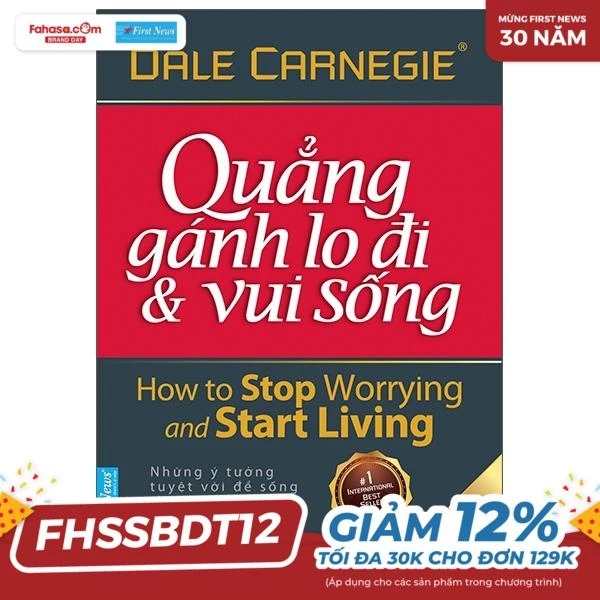 Fahasa.com
BRAND DAY
First News
MỪNG FIRST NEWS
30 NĂM
DALE CARNEGIE®
Quẳng
gánh lo đi
& vui sống
How to Stop Worrying
and Start Living
Những ý tưởng
tuyệt vời để sống
#1
INTERNATIONAL
BEST
SELLER
News
FHSSBDT12
GIẢM 12%
TỐI ĐA 30K CHO ĐƠN 129K
(Áp dụng cho các sản phẩm trong chương trình)